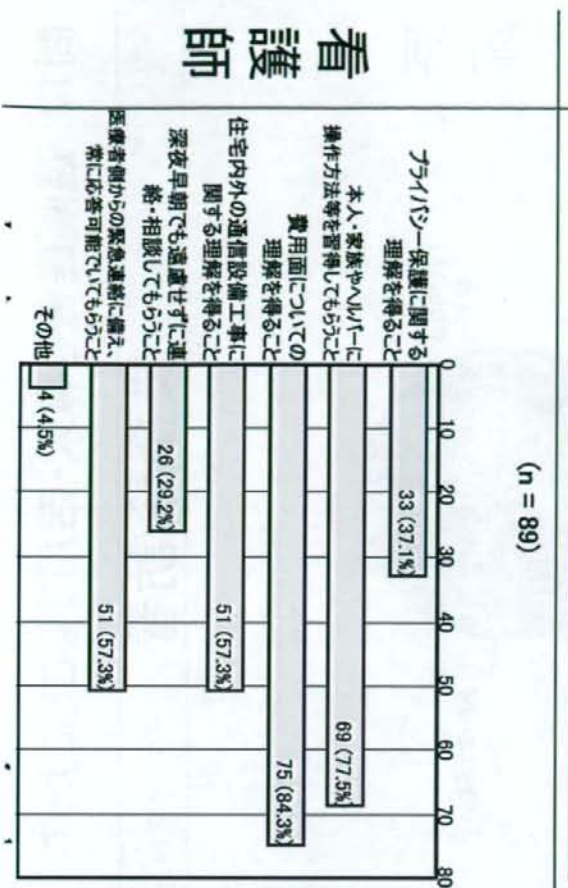 看護師
(n = 89)
0 10 20 30 40 50 60 70 80
プライバシー保護に関する
理解を得ること
33 (37.1%)
本人・家族やヘルパーに
操作方法等を習得してもらうこと
69 (77.5%)
費用面についての
理解を得ること
75 (84.3%)
住宅内外の通信設備工事に
関する理解を得ること
51 (57.3%)
深夜早朝でも遠慮せずに連
絡・相談してもらうこと
26 (29.2%)
医療者側からの緊急連絡に備え、
常に応答可能でいてもらうこと
51 (57.3%)
その他
4 (4.5%)